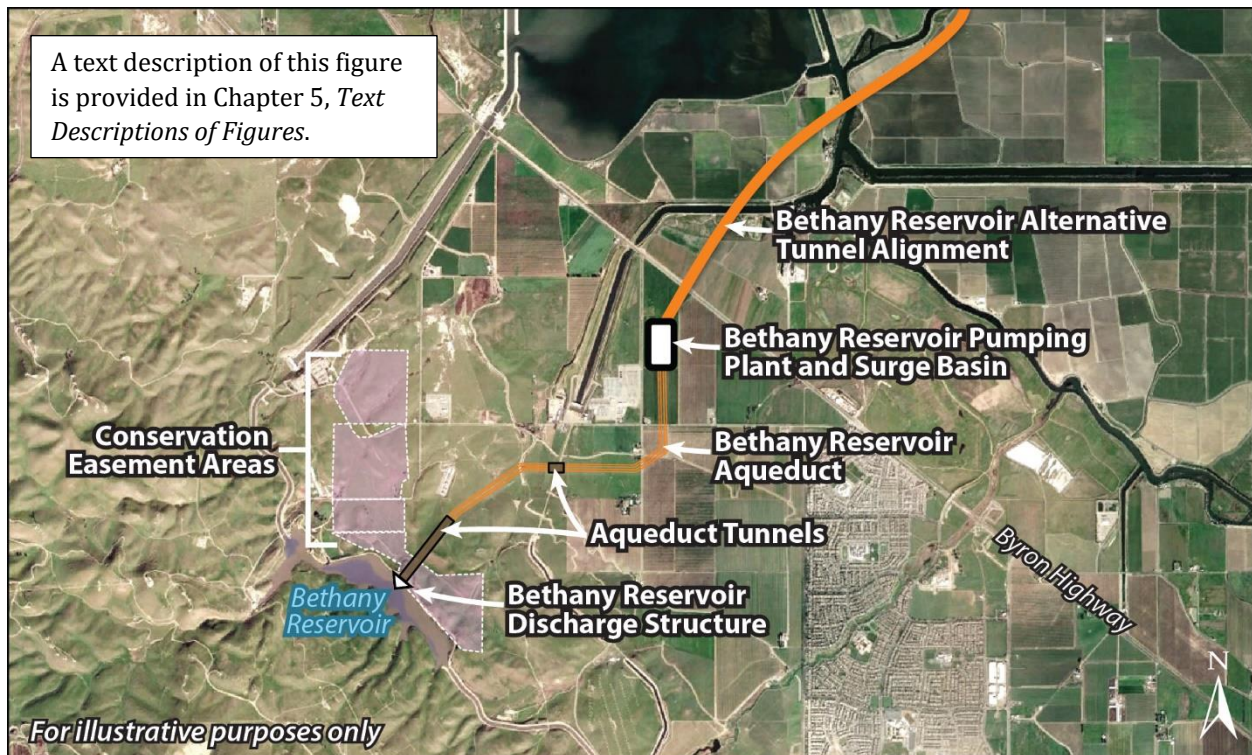 A text description of this figure
is provided in Chapter 5, Text
Descriptions of Figures.
Bethany Reservoir Alternative
Tunnel Alignment
Bethany Reservoir Pumping
Plant and Surge Basin
Conservation
Easement Areas
Bethany Reservoir
Aqueduct
Aqueduct Tunnels
Byron Highway
Bethany
Reservoir
Bethany Reservoir
Discharge Structure
N
For illustrative purposes only